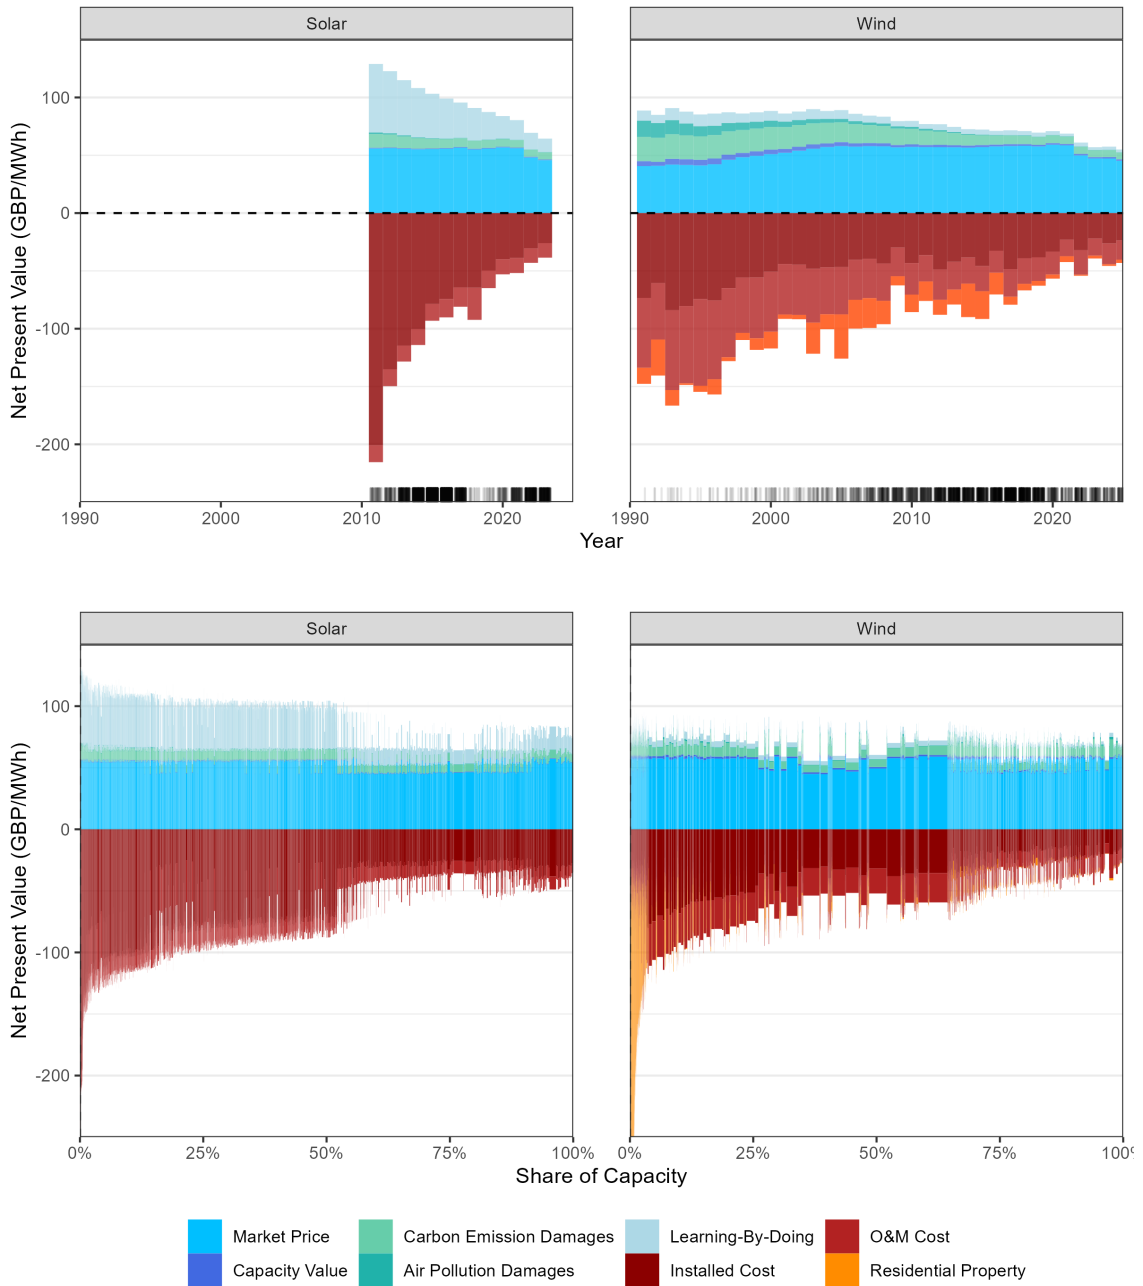 Solar
Wind
Net Present Value (GBP/MWh)
100
0
-100
-200
1990
2000
2010
2020
1990
2000
2010
2020
Year
Solar
Wind
Net Present Value (GBP/MWh)
100
0
-100
-200
0%
25%
50%
75%
100%
0%
25%
50%
75%
100%
Share of Capacity
Market Price
Carbon Emission Damages
Learning-By-Doing
O&M Cost
Capacity Value
Air Pollution Damages
Installed Cost
Residential Property